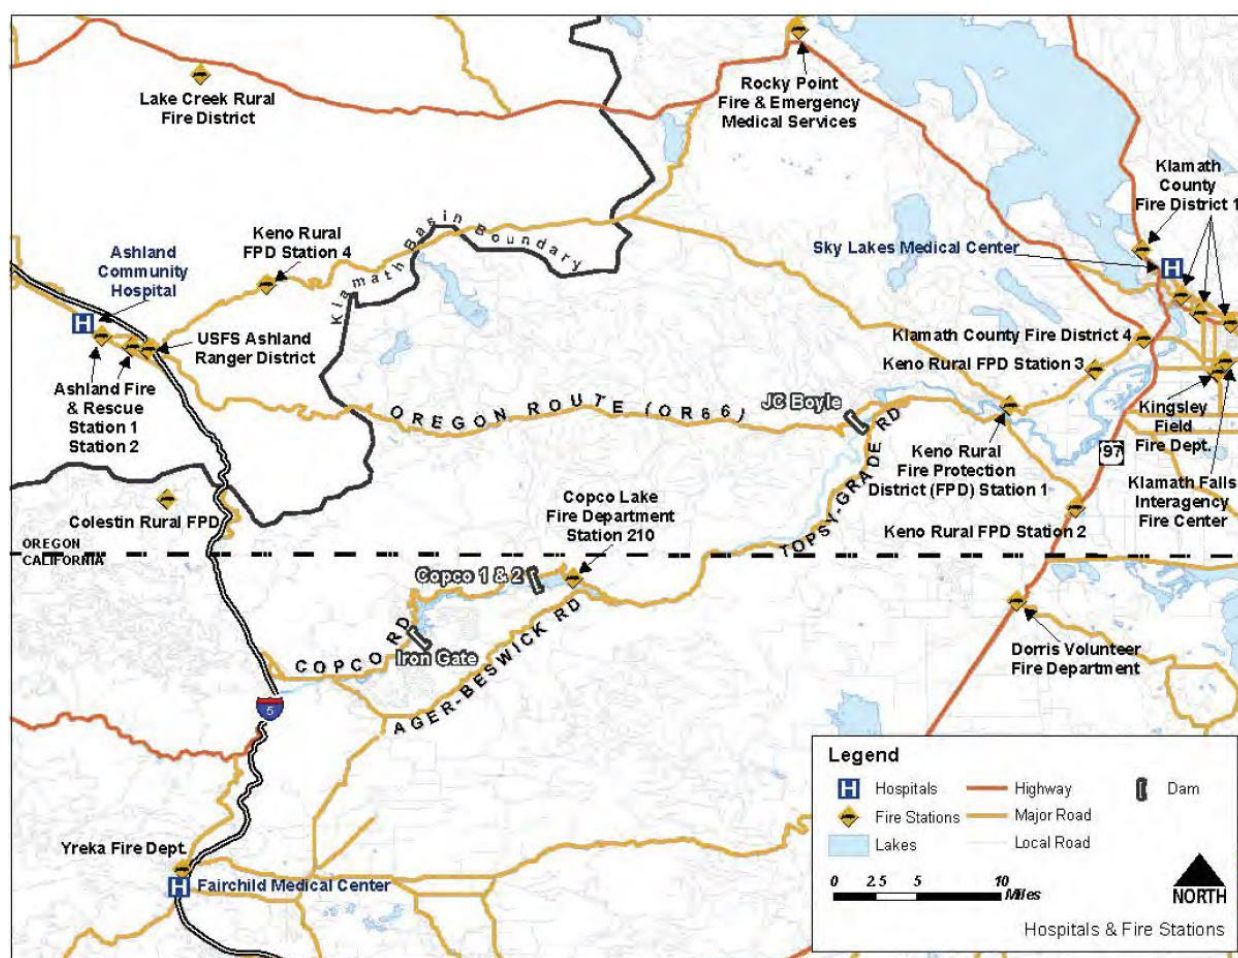 Lake Creek Rural
Fire District
Rocky Point
Fire & Emergency
Medical Services
Klamath
County
Fire District 1
Keno Rural
FPD Station 4
Klamath Basin Boundary
Ashland
Community
Hospital
Sky Lakes Medical Center
USFS Ashland
Ranger District
Klamath County Fire District 4
Keno Rural FPD Station 3
Ashland Fire
& Rescue
Station 1
Station 2
OREGON ROUTE (OR66)
JC Boyle
TOPSY-GRADE RD
Keno Rural
Fire Protection
District (FPD) Station 1
97
Kingsley
Field
Fire Dept.
Klamath Falls
Interagency
Fire Center
Colestin Rural FPD
Copco Lake
Fire Department
Station 210
Keno Rural FPD Station 2
OREGON
CALIFORNIA
Copco 1 & 2
COPCO RD
Iron Gate
AGER-BESWICK RD
Dorris Volunteer
Fire Department
5
Yreka Fire Dept.
H Fairchild Medical Center
H
H
Legend
H Hospitals
Highway
Dam
Fire Stations
Major Road
Lakes
Local Road
0 2.5 5 10
Miles
NORTH
Hospitals & Fire Stations